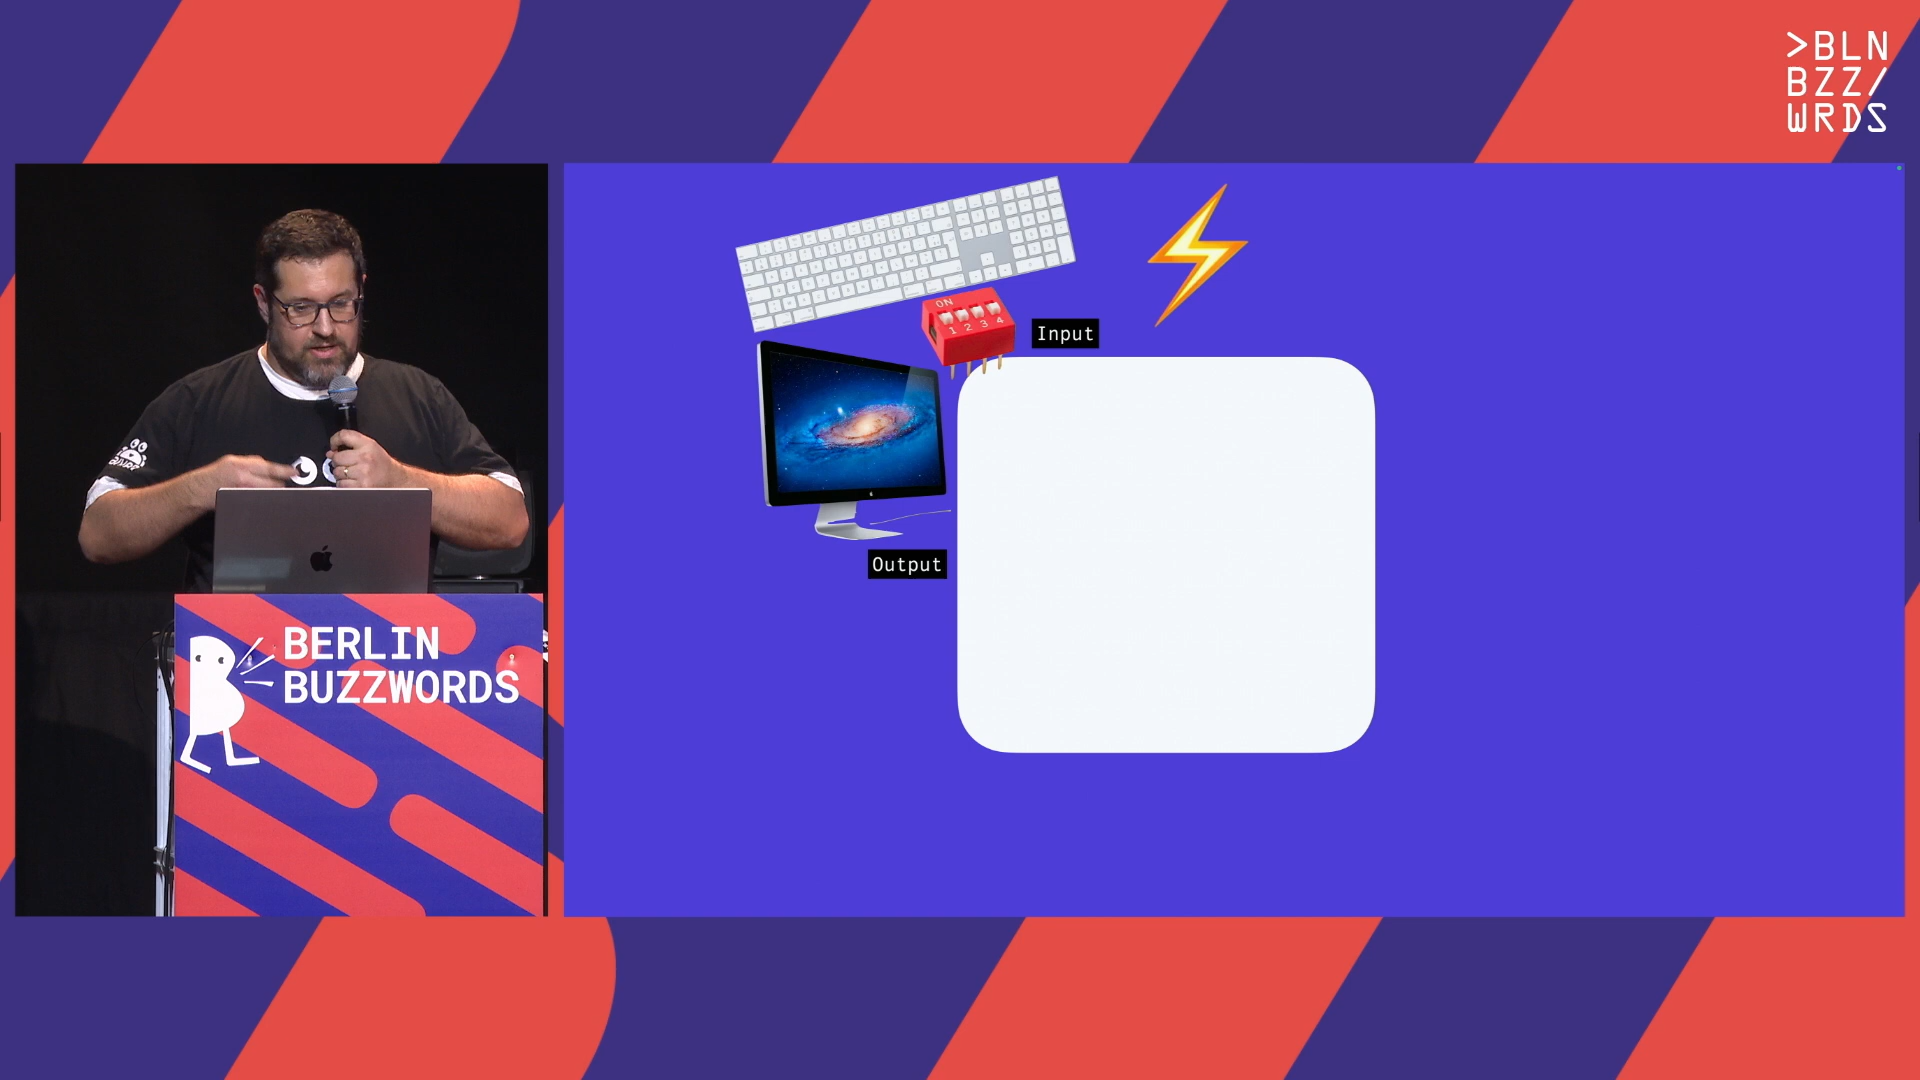 >BLN
BZZ/
WRDS
ON
1 2 3 4
Input
Output
BERLIN
BUZZWORDS